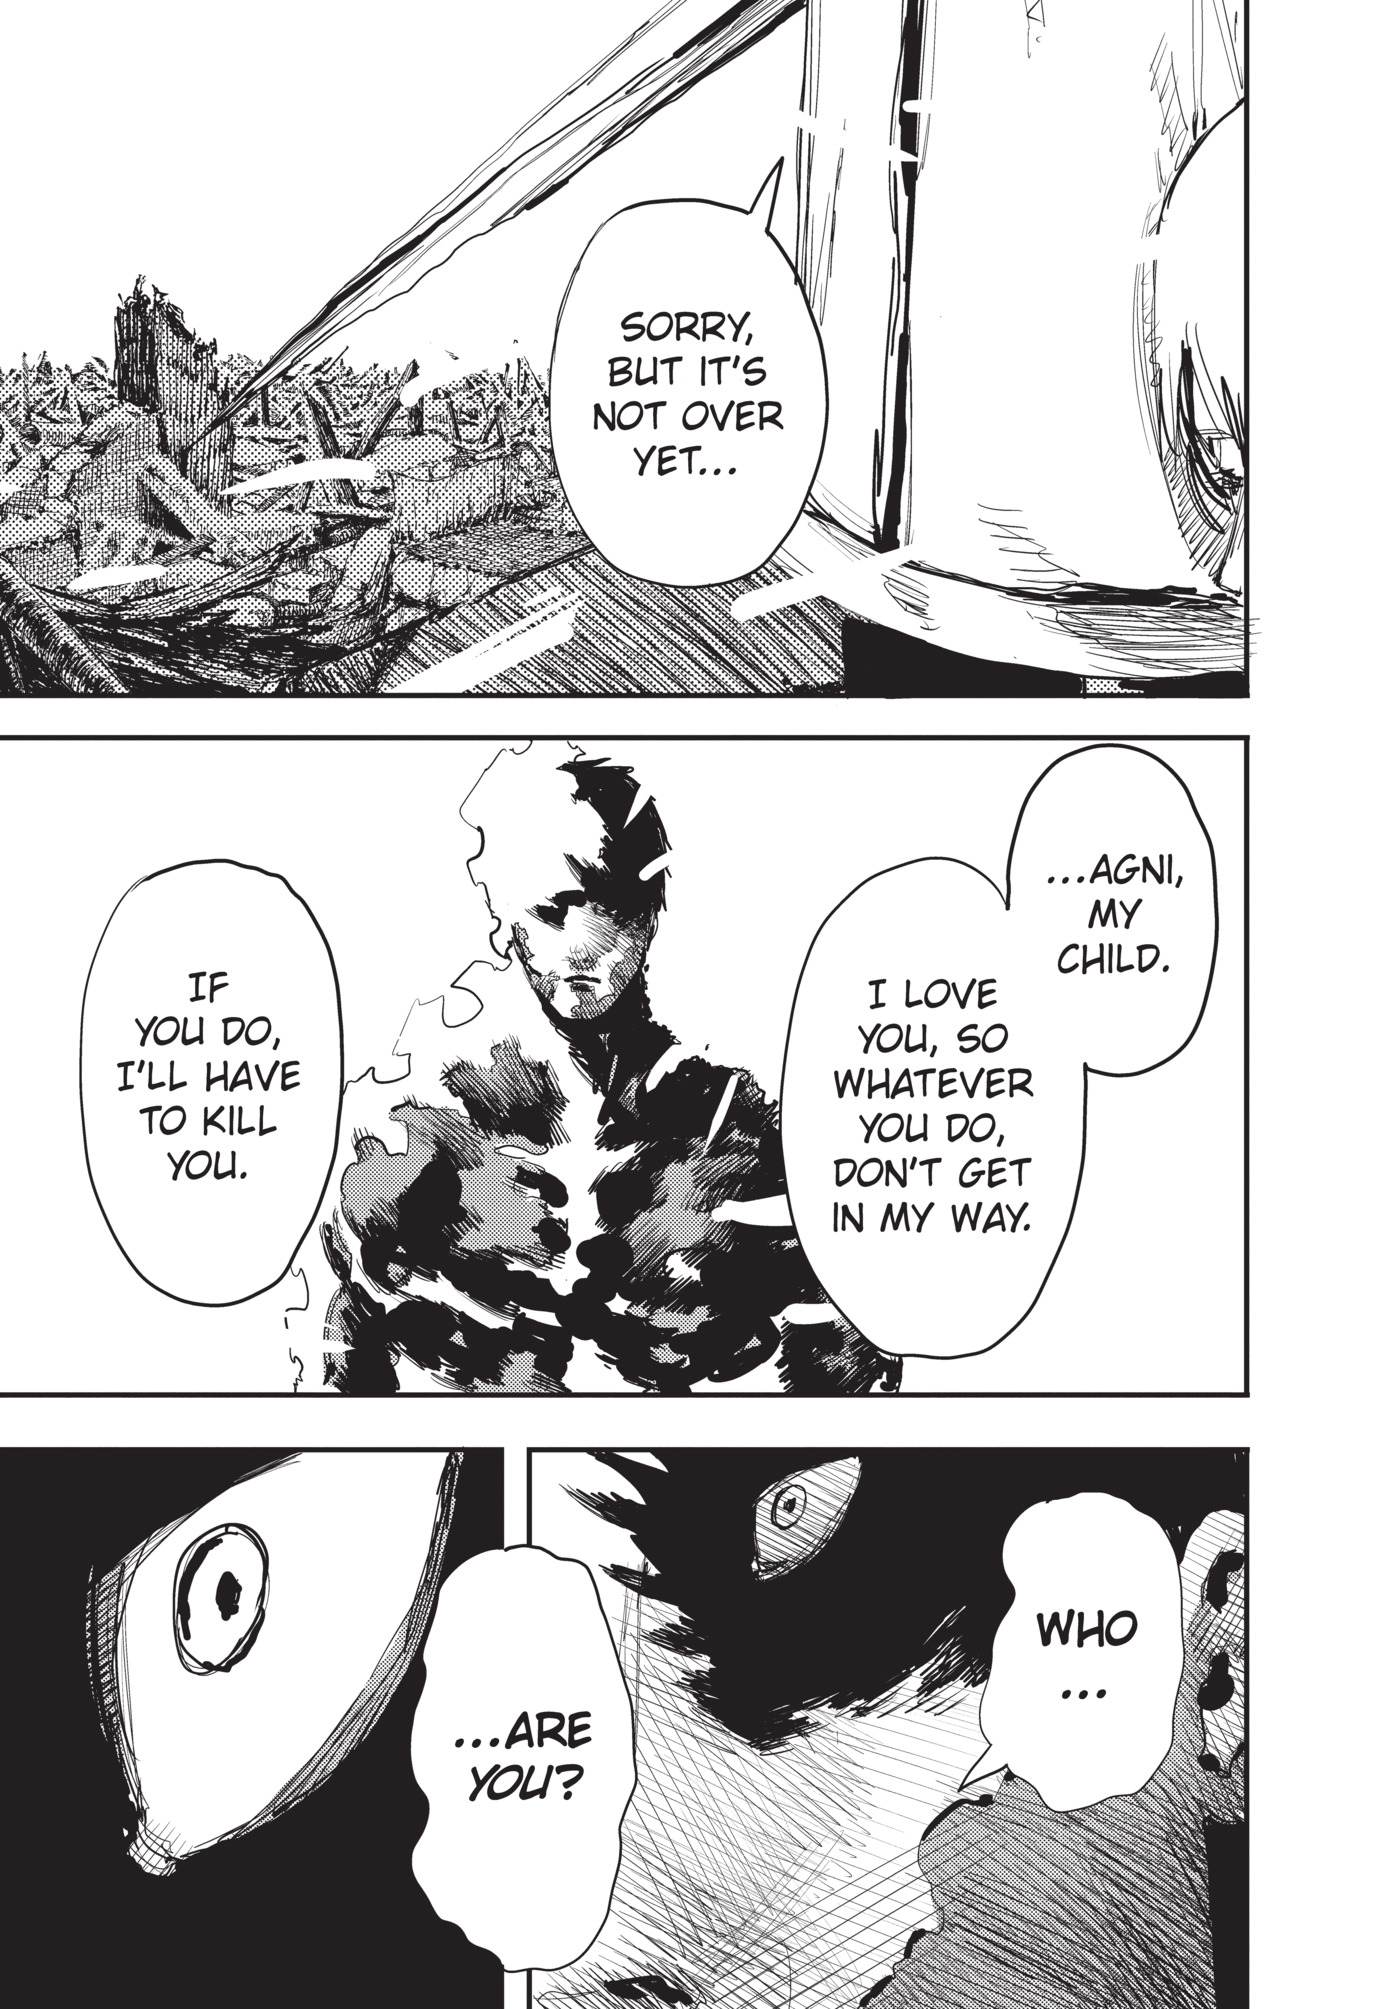 SORRY,
BUT IT'S
NOT OVER
YET...
...AGNI,
MY
CHILD.
I LOVE
YOU, SO
WHATEVER
YOU DO,
DON'T GET
IN MY WAY.
IF
YOU DO,
I'LL HAVE
TO KILL
YOU.
WHO
...
...ARE
YOU?